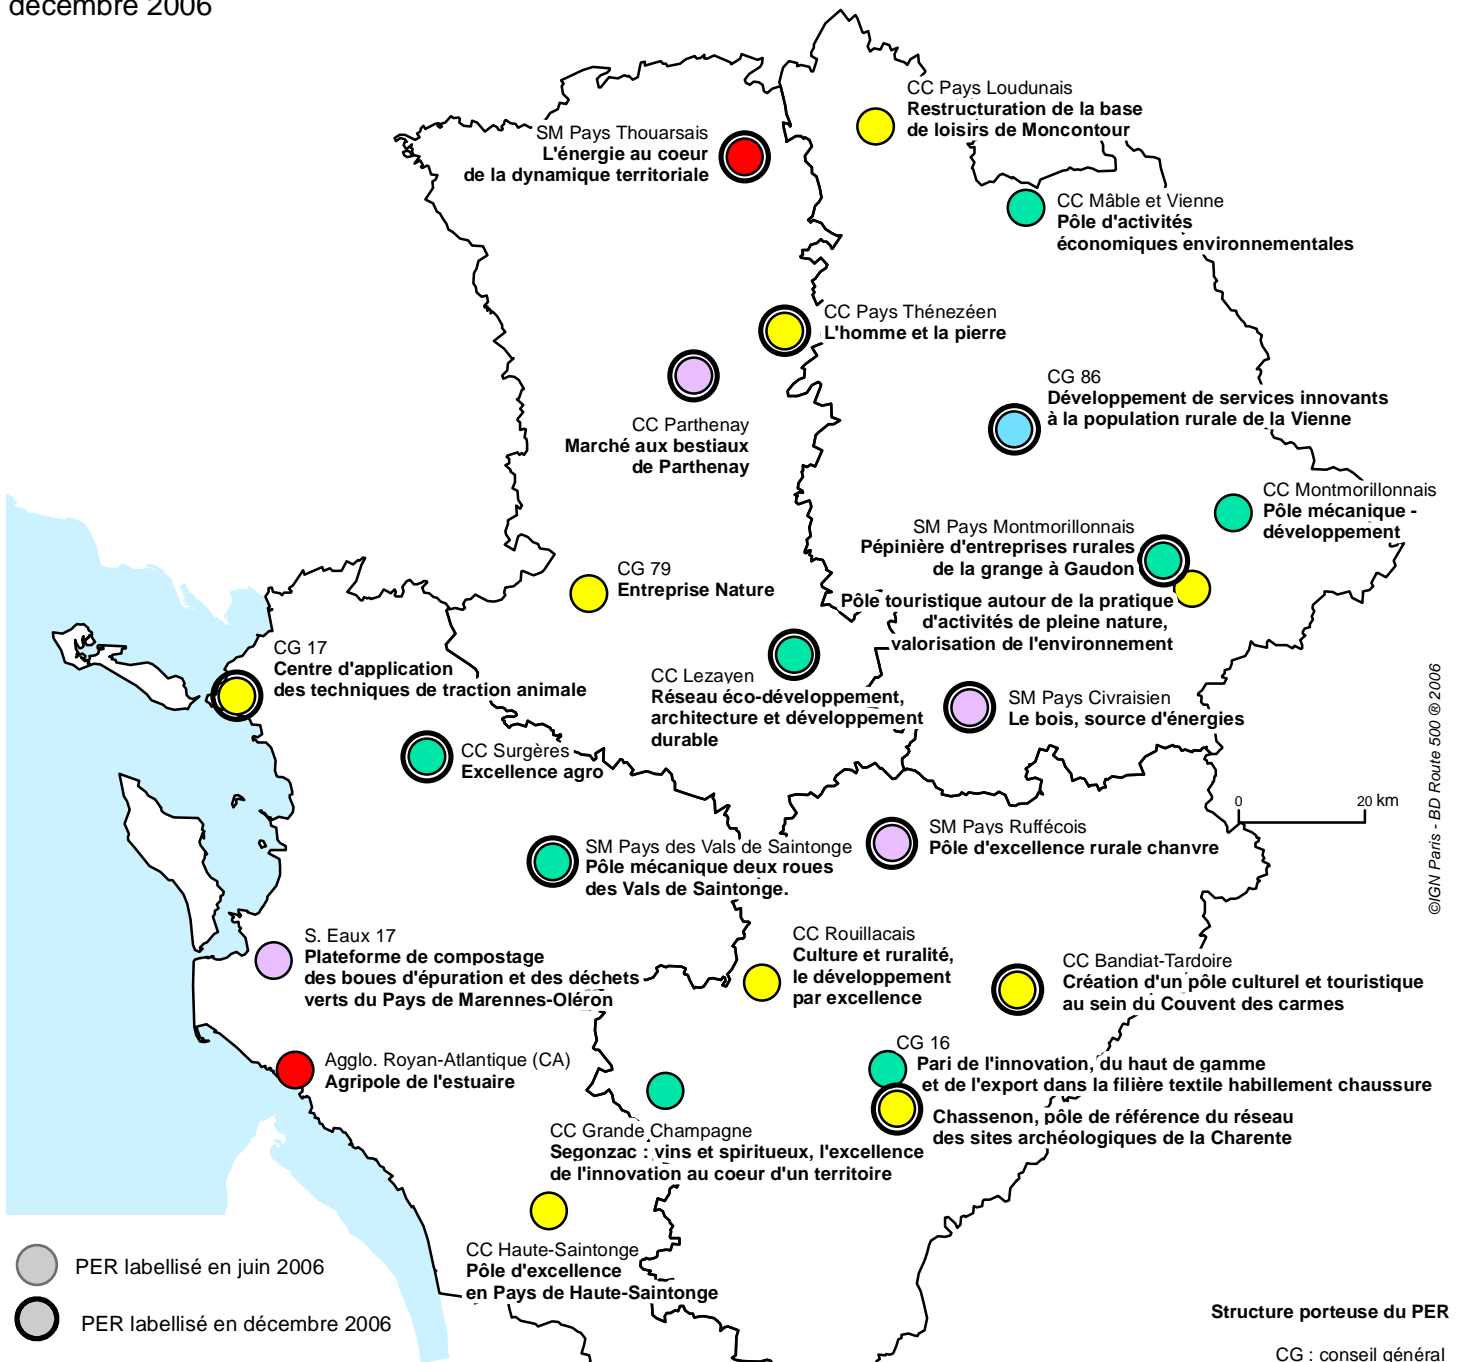 décembre 2006
CC Pays Loudunais
Restructuration de la base
de loisirs de Moncontour
SM Pays Thouarsais
L'énergie au coeur
de la dynamique territoriale
CC Mâble et Vienne
Pôle d'activités
économiques environnementales
CC Pays Thénezéen
L'homme et la pierre
CG 86
Développement de services innovants
à la population rurale de la Vienne
CC Parthenay
Marché aux bestiaux
de Parthenay
CC Montmorillonnais
Pôle mécanique -
développement
SM Pays Montmorillonnais
Pépinière d'entreprises rurales
de la grange à Gaudon
Pôle touristique autour de la pratique
d'activités de pleine nature,
valorisation de l'environnement
CG 79
Entreprise Nature
CG 17
Centre d'application
des techniques de traction animale
CC Lezayen
Réseau éco-développement,
architecture et développement
durable
SM Pays Civraisien
Le bois, source d'énergies
CC Surgères
Excellence agro
©IGN Paris - BD Route 500 ® 2006
0 20 km
SM Pays Ruffécois
Pôle d'excellence rurale chanvre
SM Pays des Vals de Saintonge
Pôle mécanique deux roues
des Vals de Saintonge.
S. Eaux 17
Plateforme de compostage
des boues d'épuration et des déchets
verts du Pays de Marennes-Oléron
CC Rouillacais
Culture et ruralité,
le développement
par excellence
CC Bandiat-Tardoire
Création d'un pôle culturel et touristique
au sein du Couvent des carmes
CG 16
Pari de l'innovation, du haut de gamme
et de l'export dans la filière textile habillement chaussure
Chassenon, pôle de référence du réseau
des sites archéologiques de la Charente
Agglo. Royan-Atlantique (CA)
Agripole de l'estuaire
CC Grande Champagne
Segonzac : vins et spiritueux, l'excellence
de l'innovation au coeur d'un territoire
CC Haute-Saintonge
Pôle d'excellence
en Pays de Haute-Saintonge
PER labellisé en juin 2006
PER labellisé en décembre 2006
Structure porteuse du PER
CG : conseil général